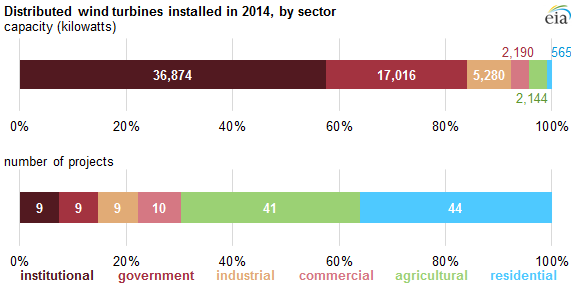 Distributed wind turbines installed in 2014, by sector
capacity (kilowatts)
eia
2,190 565
36,874 17,016 5,280
2,144
0% 20% 40% 60% 80% 100%
number of projects
9 9 9 10 41 44
0% 20% 40% 60% 80% 100%
institutional government industrial commercial agricultural residential